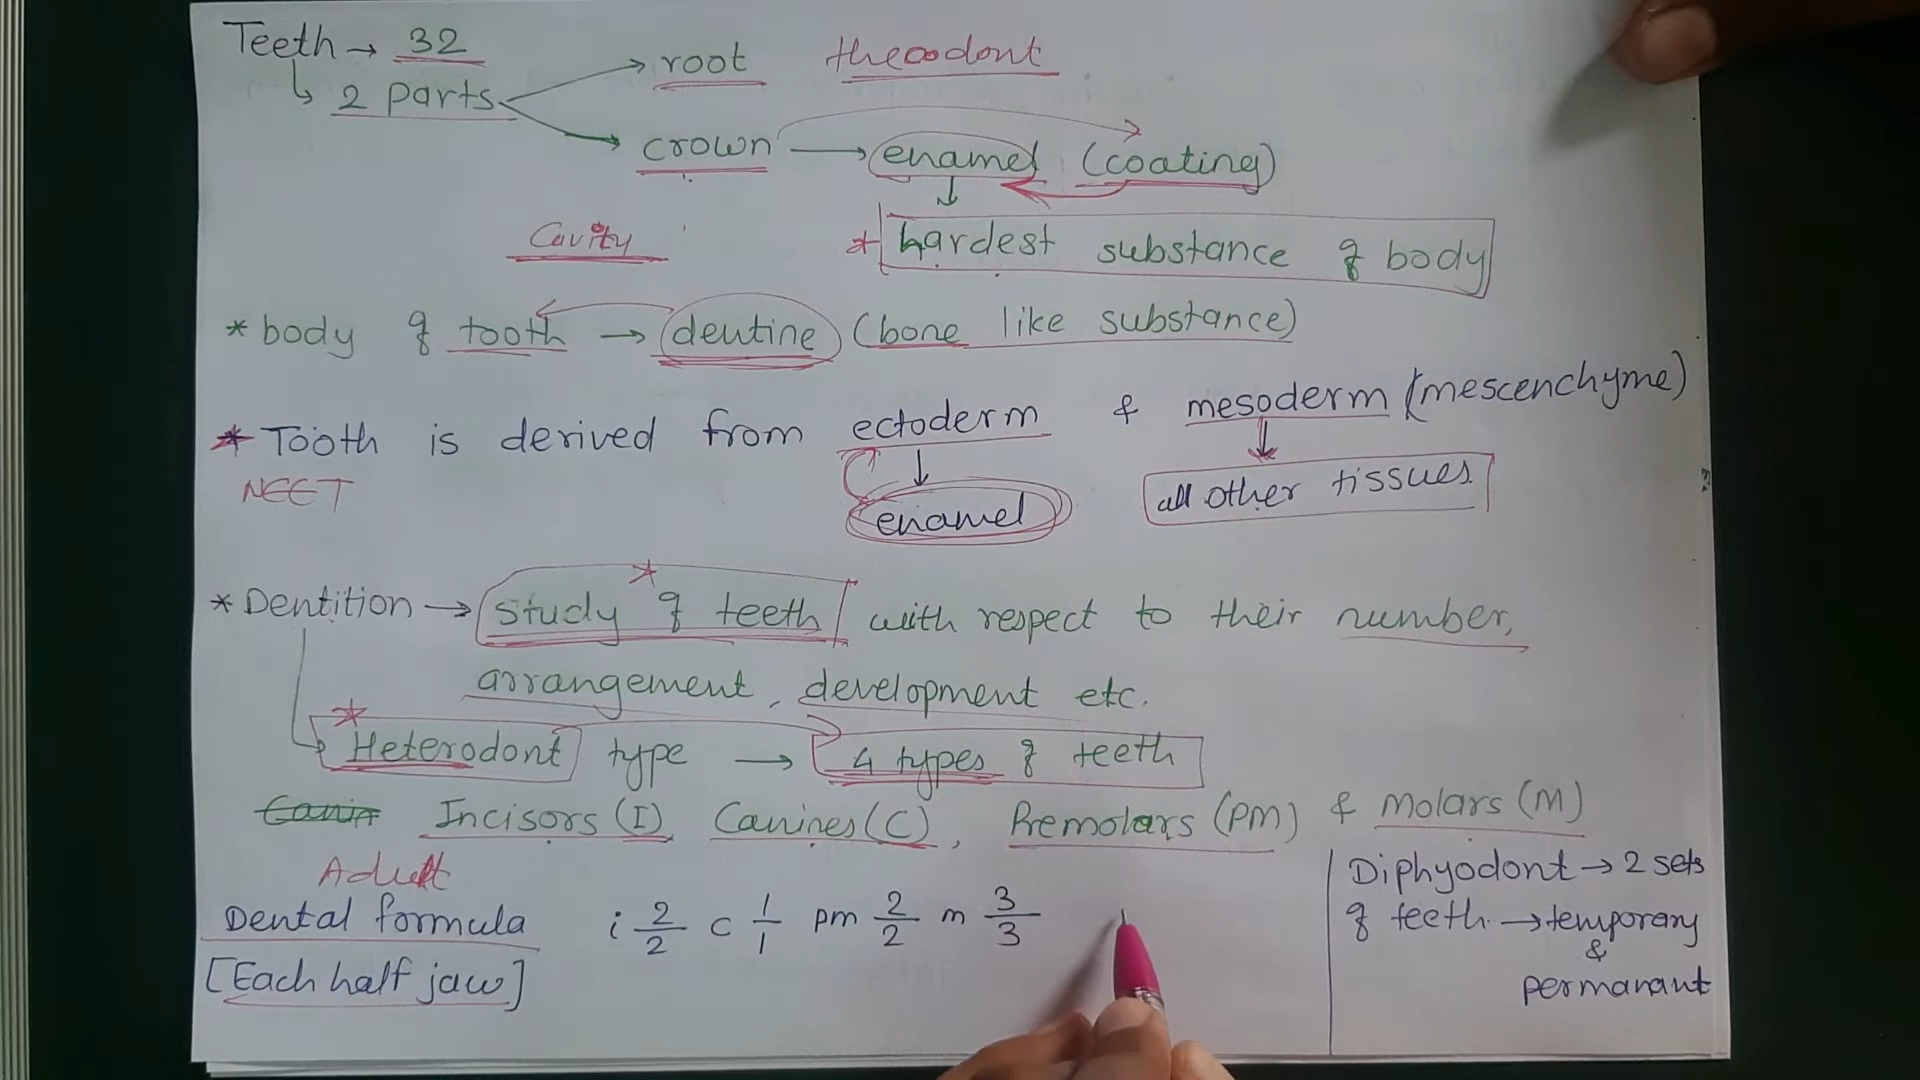 Teeth → 32
↳ 2 parts
→ root thecodont
→ crown → enamel (coating)
↓
Cavity * hardest substance of body
* body of tooth → dentine (bone like substance)
* Tooth is derived from ectoderm & mesoderm (mescenchyme)
NEET ↓ enamel ↓ all other tissues
* Dentition → study of teeth with respect to their number,
arrangement, development etc.
Heterodont type → 4 types of teeth
Incisors (I) Canines (C), Premolars (PM) & Molars (M)
Adult
Dental formula i 2/2 c 1/1 pm 2/2 m 3/3
[Each half jaw]
Diphyodont → 2 sets
of teeth → temporary
&
permanant